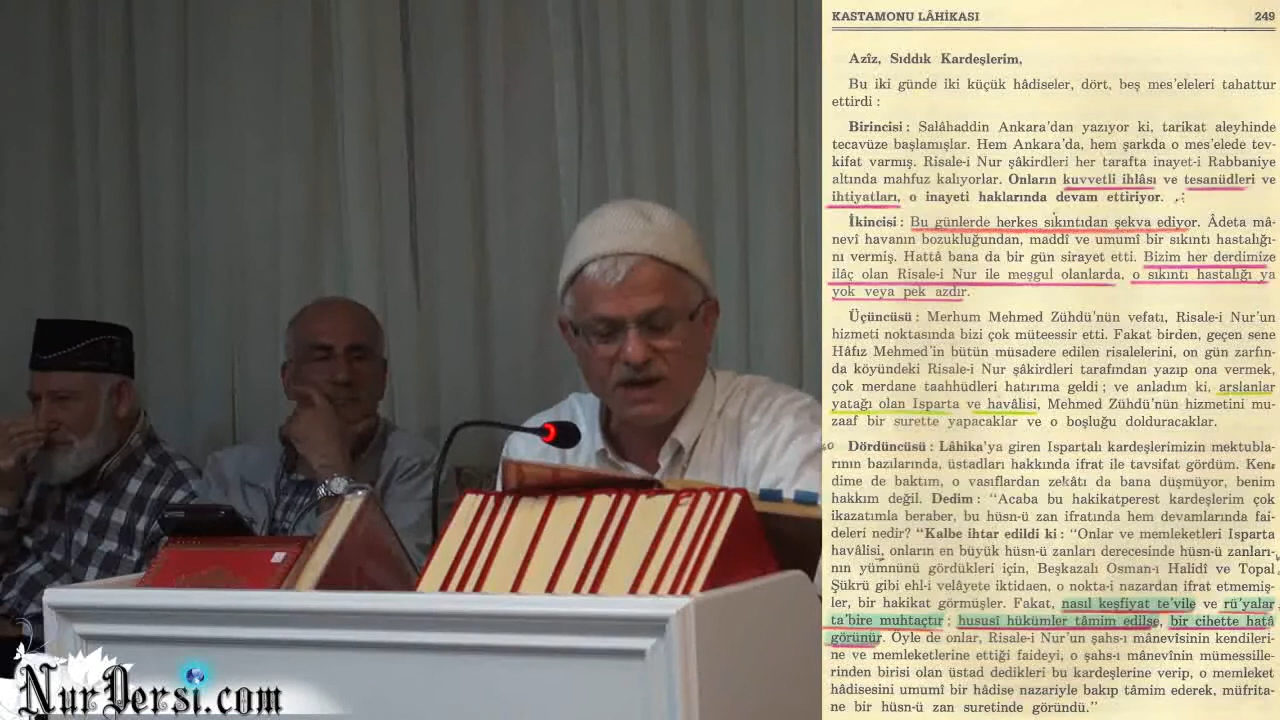 KASTAMONU LÂHİKASI 249
Azîz, Sıddık Kardeşlerim,
Bu iki günde iki küçük hâdiseler, dört, beş mes'eleleri tahattur
ettirdi :
Birincisi : Salâhaddin Ankara'dan yazıyor ki, tarikat aleyhinde
tecavüze başlamışlar. Hem Ankara'da, hem şarkda o mes'elede tev-
kifat varmış. Risale-i Nur şâkirdleri her tarafta inayet-i Rabbaniye
altında mahfuz kalıyorlar. Onların kuvvetli ihlâsı ve tesanüdleri ve
ihtiyatları, o inayeti haklarında devam ettiriyor.
İkincisi : Bu günlerde herkes sıkıntıdan şekva ediyor. Âdeta mâ-
nevî havanın bozukluğundan, maddî ve umumî bir sıkıntı hastalığı-
nı vermiş. Hattâ bana da bir gün sirayet etti. Bizim her derdimize
ilâç olan Risale-i Nur ile meşgul olanlarda, o sıkıntı hastalığı ya
yok veya pek azdır.
Üçüncüsü : Merhum Mehmed Zühdü'nün vefatı, Risale-i Nur'un
hizmeti noktasında bizi çok müteessir etti. Fakat birden, geçen sene
Hâfız Mehmed'in bütün müsadere edilen risalelerini, on gün zarfın-
da köyündeki Risale-i Nur şâkirdleri tarafından yazıp ona vermek,
çok merdane taahhüdleri hatırıma geldi ; ve anladım ki, arslanlar
yatağı olan Isparta ve havâlisi, Mehmed Zühdü'nün hizmetini mu-
zaaf bir surette yapacaklar ve o boşluğu dolduracaklar.
Dördüncüsü : Lâhika'ya giren Ispartalı kardeşlerimizin mektubla-
rının bazılarında, üstadları hakkında ifrat ile tavsifat gördüm. Ken-
dime de baktım, o vasıflardan zekâtı da bana düşmüyor, benim
hakkım değil. Dedim : "Acaba bu hakikatperest kardeşlerim çok
ikazatımla beraber, bu hüsn-ü zan ifratında hem devamlarında fai-
deleri nedir? "Kalbe ihtar edildi ki : "Onlar ve memleketleri Isparta
havâlisi, onların en büyük hüsn-ü zanları derecesinde hüsn-ü zanları-
nın yümnünü gördükleri için, Beşkazalı Osman-ı Halidî ve Topal
Şükrü gibi ehl-i velâyete iktidaen, o nokta-i nazardan ifrat etmemiş-
ler, bir hakikat görmüşler. Fakat, nasıl keşfiyat te'vile ve rü'yalar
ta'bire muhtaçtır ; hususî hükümler tâmim edilse, bir cihette hatâ
görünür. Öyle de onlar, Risale-i Nur'un şahs-ı mânevîsinin kendileri-
ne ve memleketlerine ettiği faideyi, o şahs-ı mânevînin mümessille-
rinden birisi olan üstad dedikleri bu kardeşlerine verip, o memleket
hâdisesini umumî bir hâdise nazariyle bakıp tâmim ederek, müfrita-
ne bir hüsn-ü zan suretinde göründü."
NurDersi.com